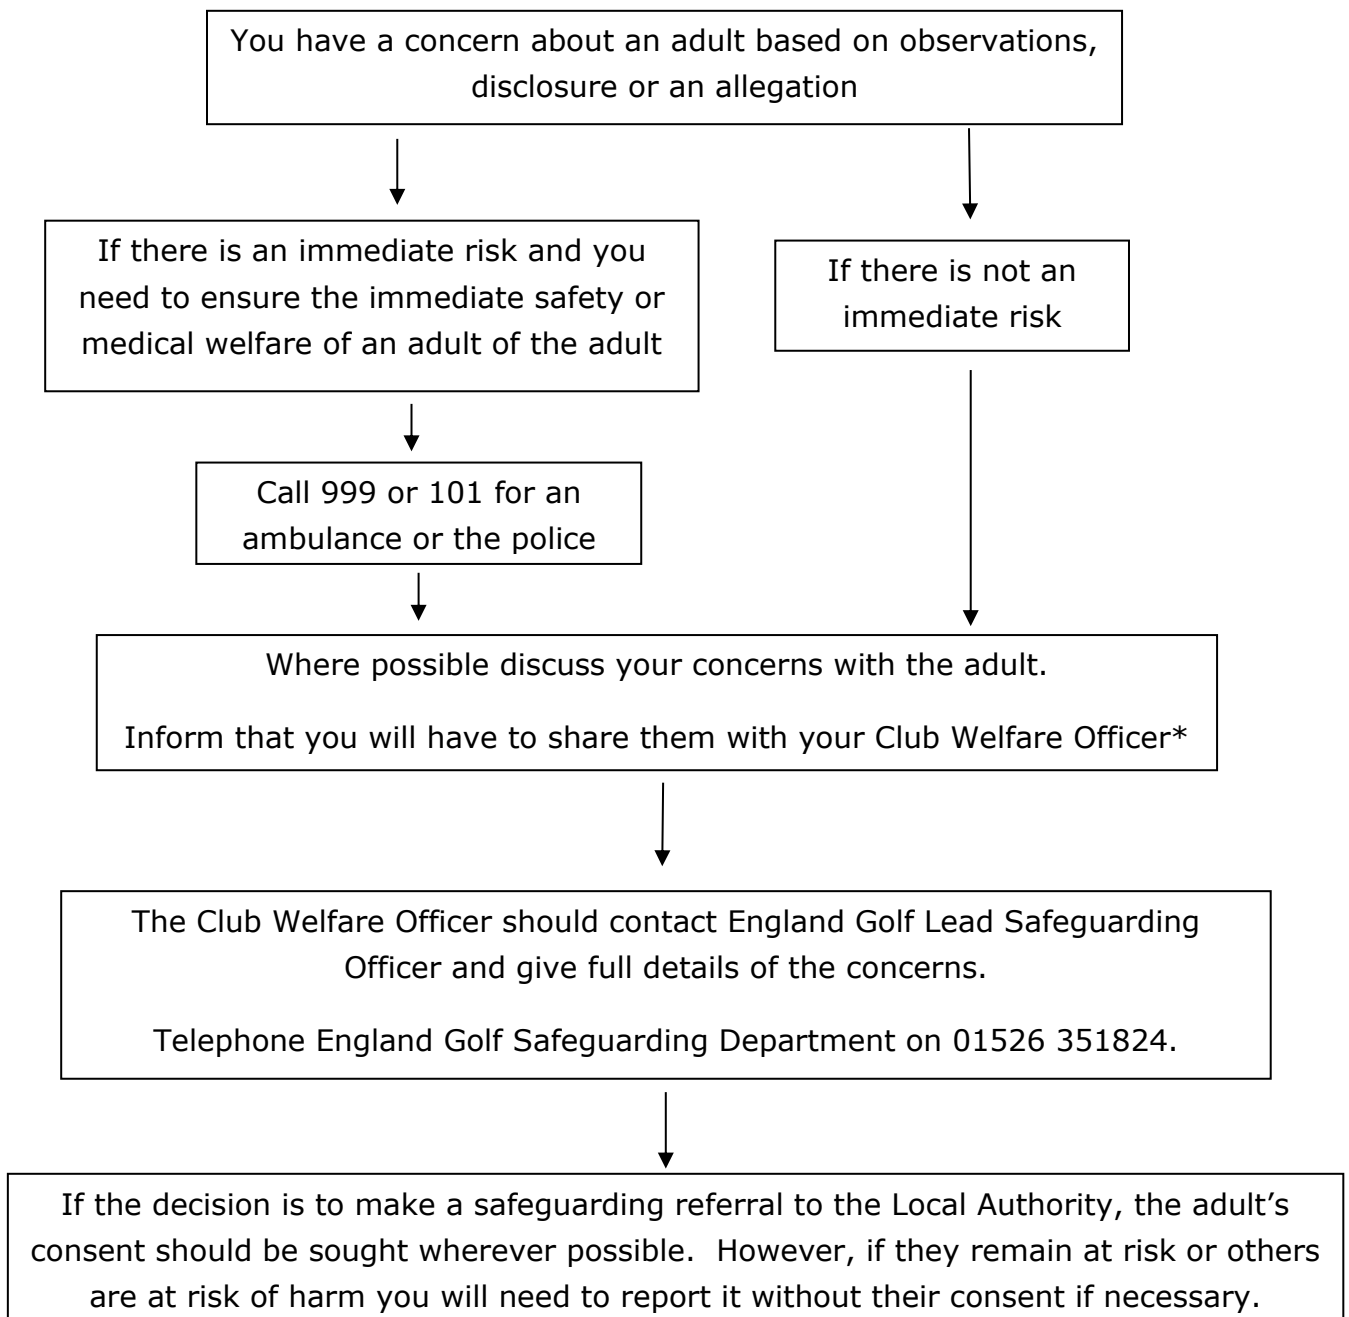 You have a concern about an adult based on observations,
disclosure or an allegation
If there is an immediate risk and you
need to ensure the immediate safety or
medical welfare of an adult of the adult
If there is not an
immediate risk
Call 999 or 101 for an
ambulance or the police
Where possible discuss your concerns with the adult.
Inform that you will have to share them with your Club Welfare Officer*
The Club Welfare Officer should contact England Golf Lead Safeguarding
Officer and give full details of the concerns.
Telephone England Golf Safeguarding Department on 01526 351824.
If the decision is to make a safeguarding referral to the Local Authority, the adult’s
consent should be sought wherever possible.  However, if they remain at risk or others
are at risk of harm you will need to report it without their consent if necessary.